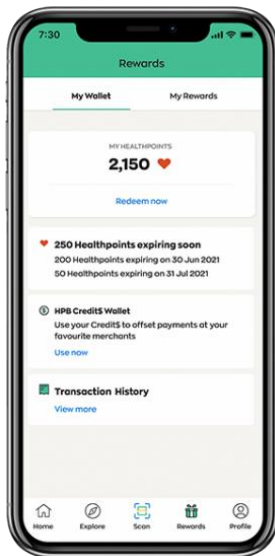 7:30
Rewards
My Wallet
My Rewards
MY HEALTHPOINTS
2,150
Redeem now
250 Healthpoints expiring soon
200 Healthpoints expiring on 30 Jun 2021
50 Healthpoints expiring on 31 Jul 2021
HPB Credit$ Wallet
Use your Credit$ to offset payments at your
favourite merchants
Use now
Transaction History
View more
Home
Explore
Scan
Rewards
Profile